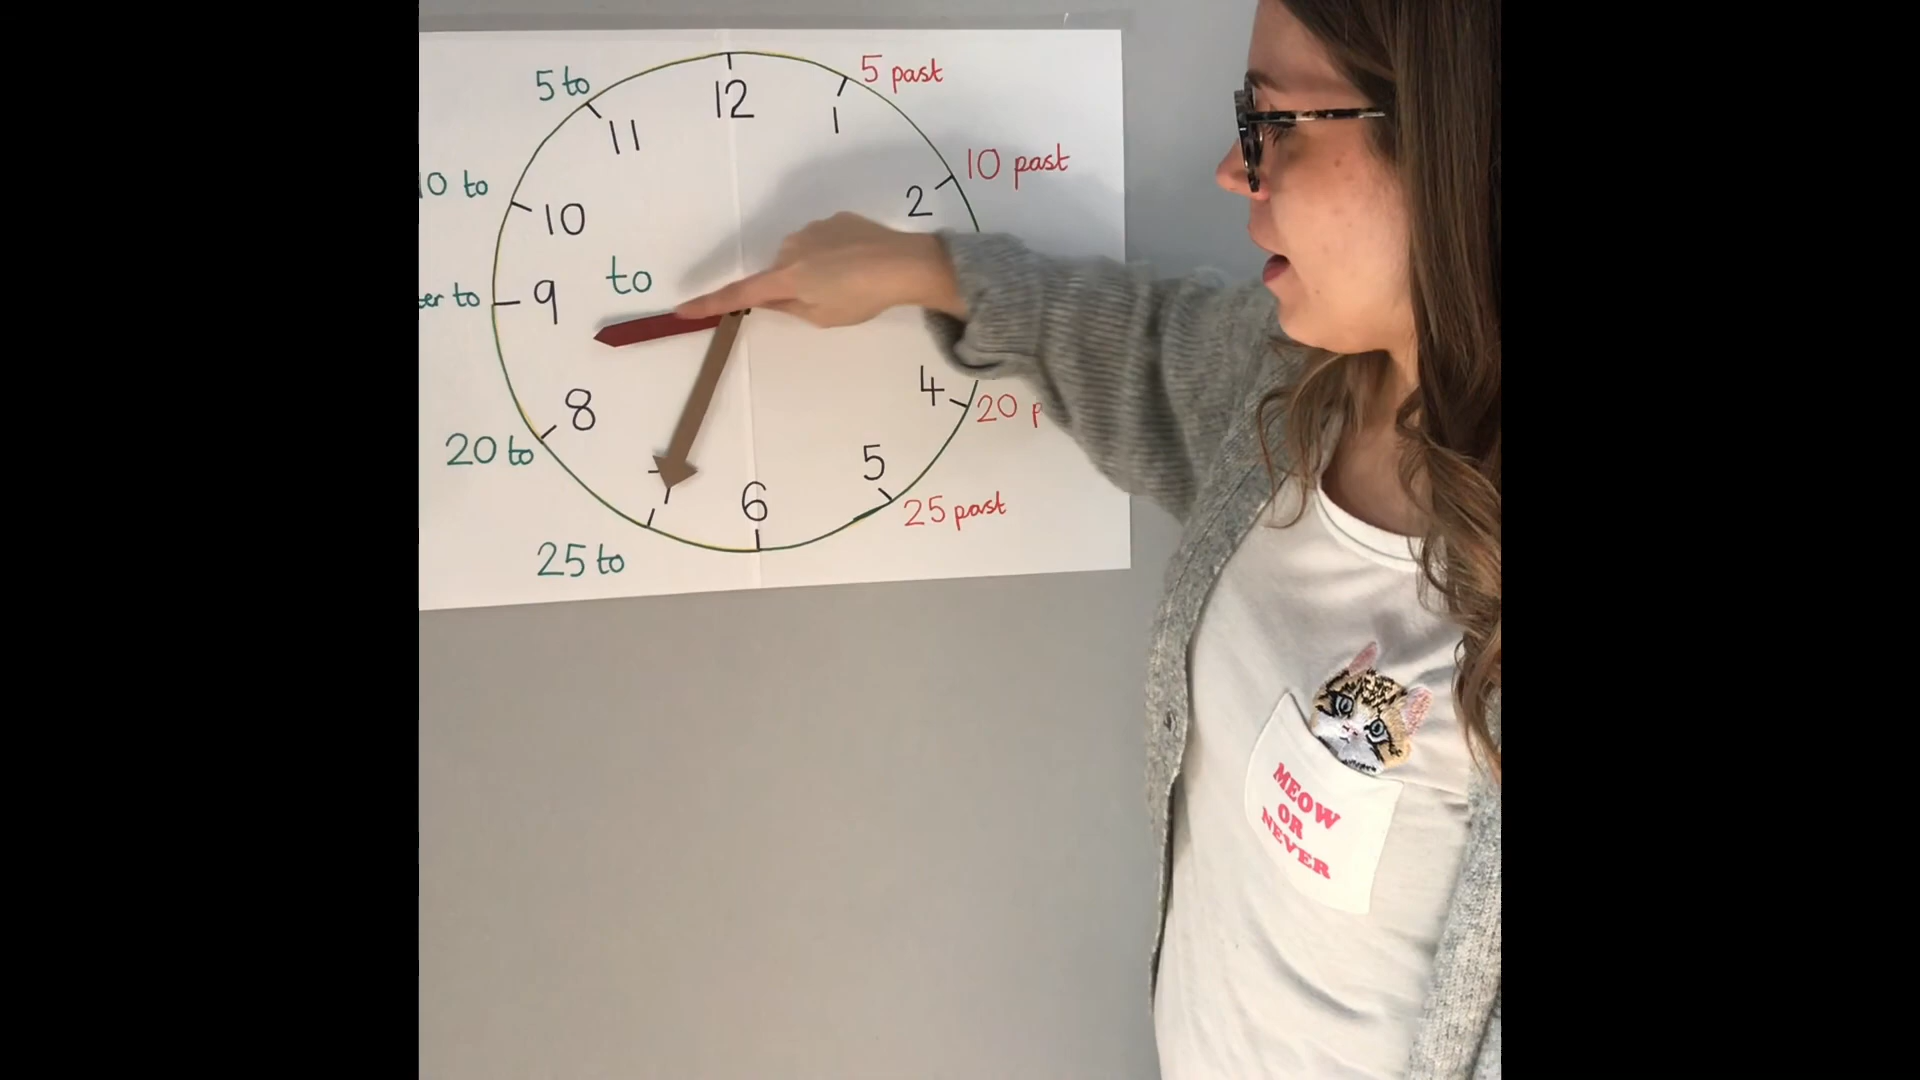 5 to
12
5 past
11
1
10 to
10 past
10
2
to
er to
9
4
20 p
8
20 to
5
25 past
6
25 to
MEOW
OR
NEVER